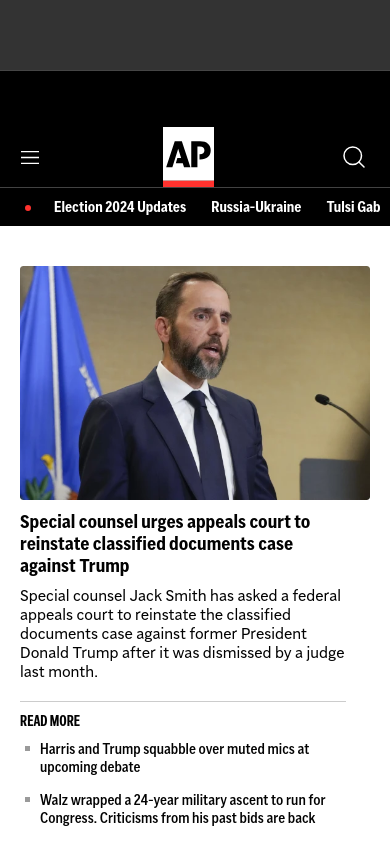 AP
Election 2024 Updates Russia-Ukraine Tulsi Gab
Special counsel urges appeals court to
reinstate classified documents case
against Trump
Special counsel Jack Smith has asked a federal
appeals court to reinstate the classified
documents case against former President
Donald Trump after it was dismissed by a judge
last month.
READ MORE
Harris and Trump squabble over muted mics at
upcoming debate
Walz wrapped a 24-year military ascent to run for
Congress. Criticisms from his past bids are back